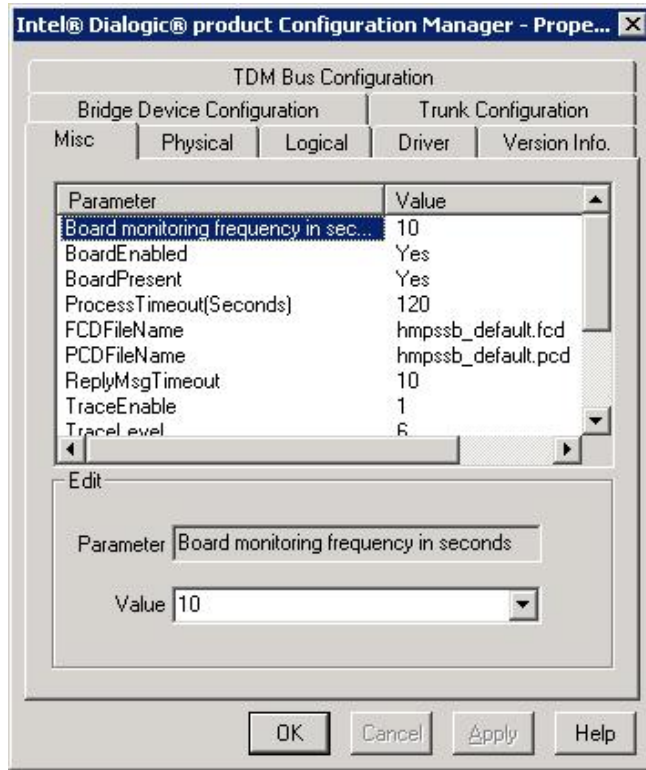 Intel® Dialogic® product Configuration Manager - Prope...
TDM Bus Configuration
Bridge Device Configuration Trunk Configuration
Misc Physical Logical Driver Version Info.
Parameter Value
Board monitoring frequency in sec... 10
BoardEnabled Yes
BoardPresent Yes
ProcessTimeout(Seconds) 120
FCDFileName hmpssb_default.fcd
PCDFileName hmpssb_default.pcd
ReplyMsgTimeout 10
TraceEnable 1
TraceLevel 6
Edit
Parameter Board monitoring frequency in seconds
Value 10
OK Cancel Apply Help